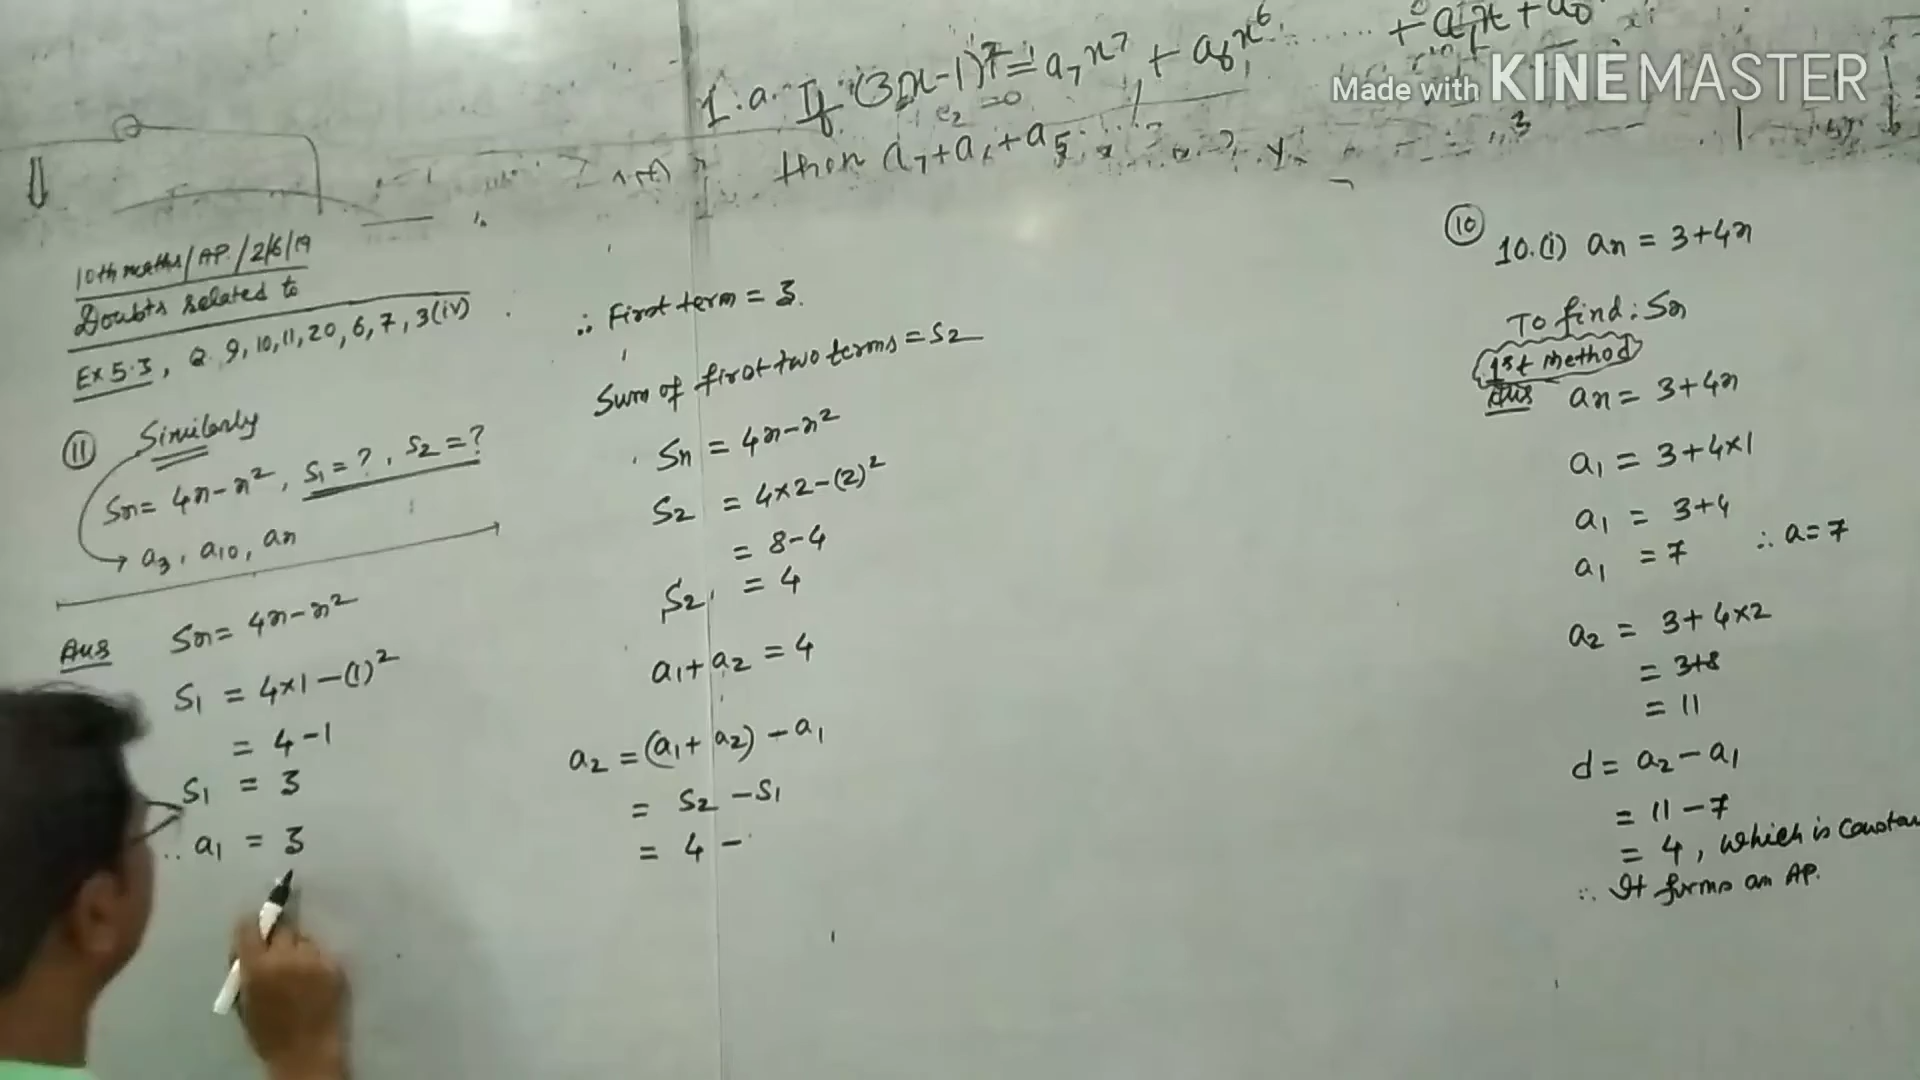 1.a. If (3x-1)⁷ = a₇x⁷ + a₆x⁶ ........ + a₁x + a₀
Made with KINEMASTER
then a₇+a₆+a₅
10th maths/AP/2/6/19
Doubts related to
Ex 5.3, Q. 9, 10, 11, 20, 6, 7, 3(iv)
(11) Similarly
Sn = 4n-n², S₁ = ?, S₂ = ?
a₃, a₁₀, an
Ans Sn = 4n-n²
S₁ = 4×1-(1)²
= 4-1
S₁ = 3
∴ a₁ = 3
∴ First term = 3.
Sum of first two terms = S₂
Sn = 4n-n²
S₂ = 4×2-(2)²
= 8-4
S₂ = 4
a₁+a₂ = 4
a₂ = (a₁+a₂)-a₁
= S₂-S₁
= 4-
(10) 10.(i) an = 3+4n
To find: Sn
1st method
Ans an = 3+4n
a₁ = 3+4×1
a₁ = 3+4
a₁ = 7 ∴ a=7
a₂ = 3+4×2
= 3+8
= 11
d = a₂-a₁
= 11-7
= 4, which is constan
∴ It forms an AP.